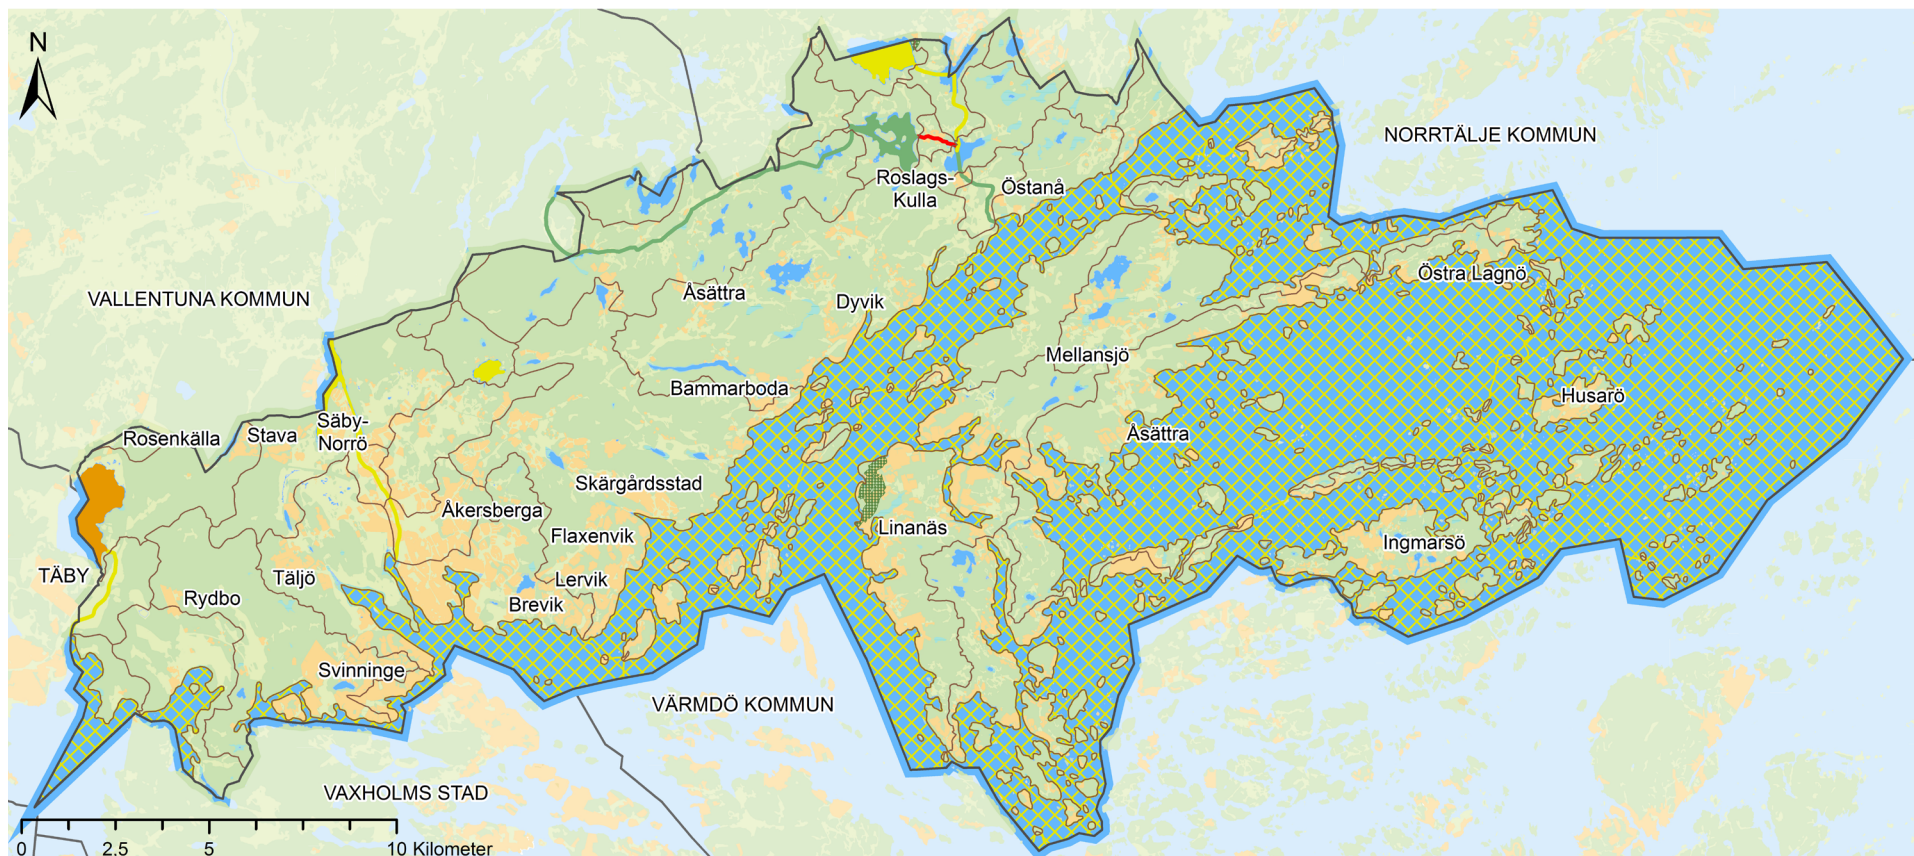 N
NORRTÄLJE KOMMUN
Roslags-
Kulla
Östanå
Östra Lagnö
VALLENTUNA KOMMUN
Åsättra
Dyvik
Mellansjö
Bammarboda
Husarö
Säby-
Norrö
Stava
Rosenkälla
Åsättra
Skärgårdsstad
Åkersberga
Linanäs
Flaxenvik
Ingmarsö
TÄBY
Täljö
Lervik
Rydbo
Brevik
Svinninge
VÄRMDÖ KOMMUN
VAXHOLMS STAD
0 2,5 5 10 Kilometer